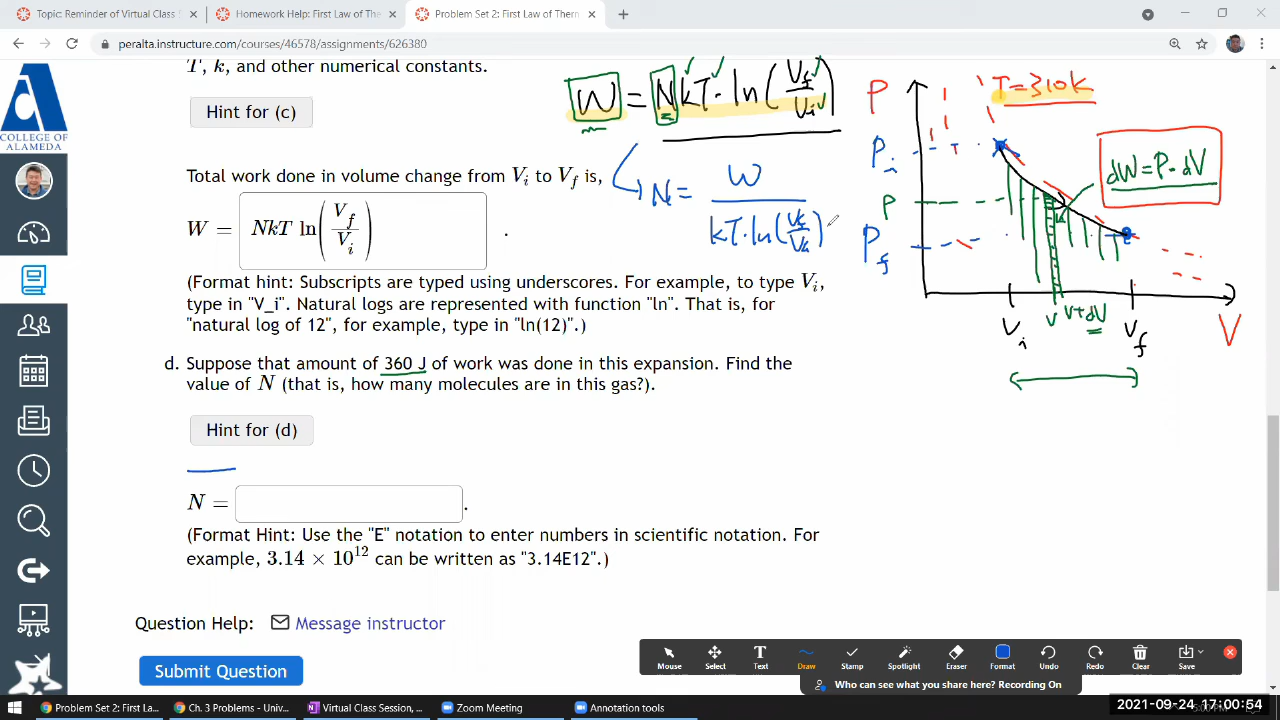 Topic: Reminder of Virtual Class
Homework Help: First Law of The
Problem Set 2: First Law of Therm
peralta.instructure.com/courses/46578/assignments/626380
COLLEGE OF
ALAMEDA
T, k, and other numerical constants.
Hint for (c)
W = NkT · ln(V_f/V_i)
N = W/(kT·ln(V_f/V_i))
Total work done in volume change from V_i to V_f is,
W = NkT ln(V_f/V_i) .
(Format hint: Subscripts are typed using underscores. For example, to type V_i,
type in "V_i". Natural logs are represented with function "ln". That is, for
"natural log of 12", for example, type in "ln(12)".)
d. Suppose that amount of 360 J of work was done in this expansion. Find the
value of N (that is, how many molecules are in this gas?).
Hint for (d)
N = .
(Format Hint: Use the "E" notation to enter numbers in scientific notation. For
example, 3.14 × 10^12 can be written as "3.14E12".)
Question Help: Message instructor
Submit Question
P
T=310K
P_i
dW=P·dV
P
P_f
V_i
V
V+dV
V_f
V
Mouse
Select
Text
Draw
Stamp
Spotlight
Eraser
Format
Undo
Redo
Clear
Save
Who can see what you share here? Recording On
Problem Set 2: First La...
Ch. 3 Problems - Univ...
Virtual Class Session, ...
Zoom Meeting
Annotation tools
2021-09-24 17:00:54